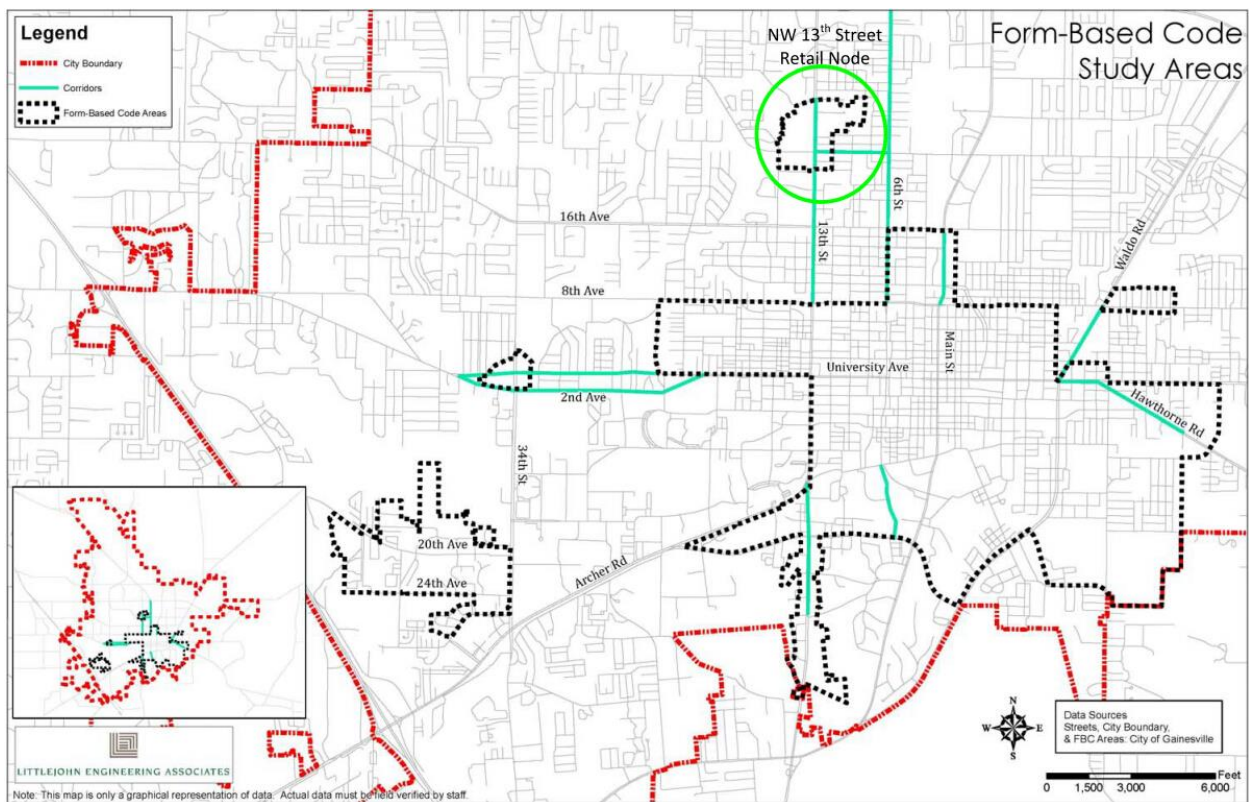 Legend
City Boundary
Corridors
Form-Based Code Areas
NW 13th Street
Retail Node
Form-Based Code
Study Areas
16th Ave
13th St
6th St
Waldo Rd
8th Ave
Main St
University Ave
2nd Ave
Hawthorne Rd
34th St
20th Ave
24th Ave
Archer Rd
N
W
E
S
Data Sources
Streets, City Boundary,
& FBC Areas: City of Gainesville
LITTLEJOHN ENGINEERING ASSOCIATES
Feet
0 1,500 3,000 6,000
Note: This map is only a graphical representation of data. Actual data must be field verified by staff.